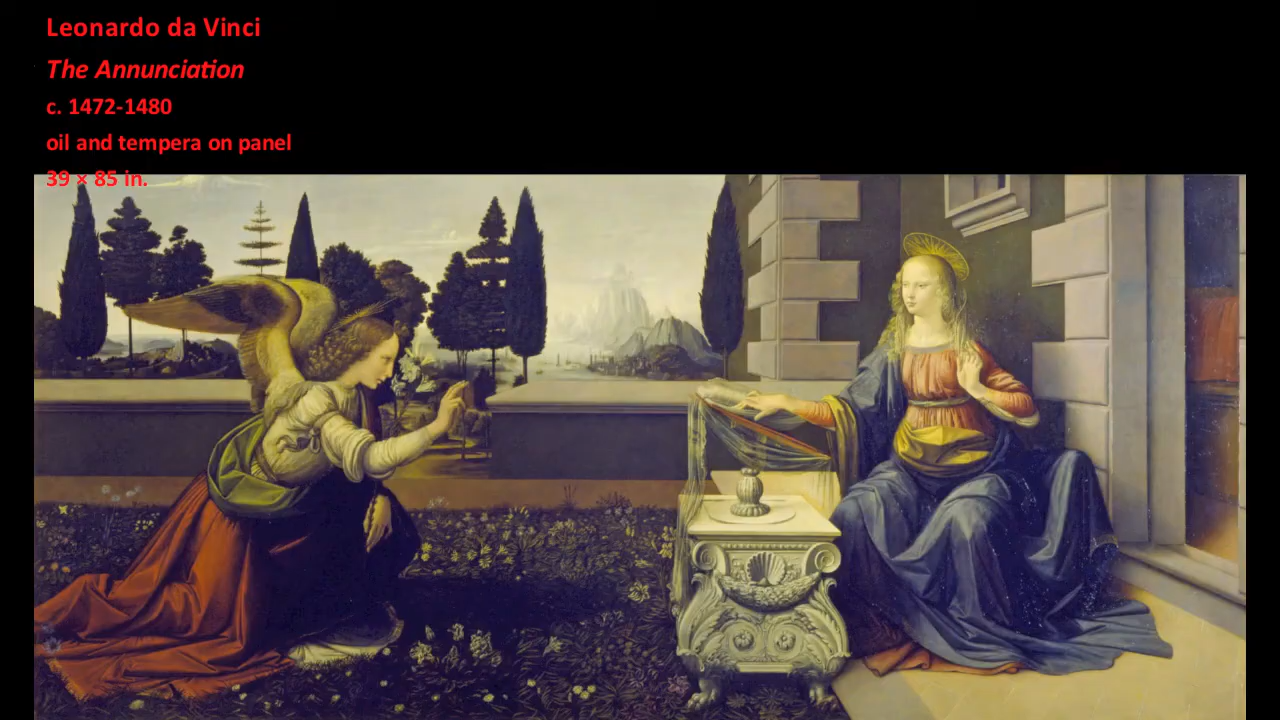 Leonardo da Vinci
The Annunciation
c. 1472-1480
oil and tempera on panel
39 × 85 in.